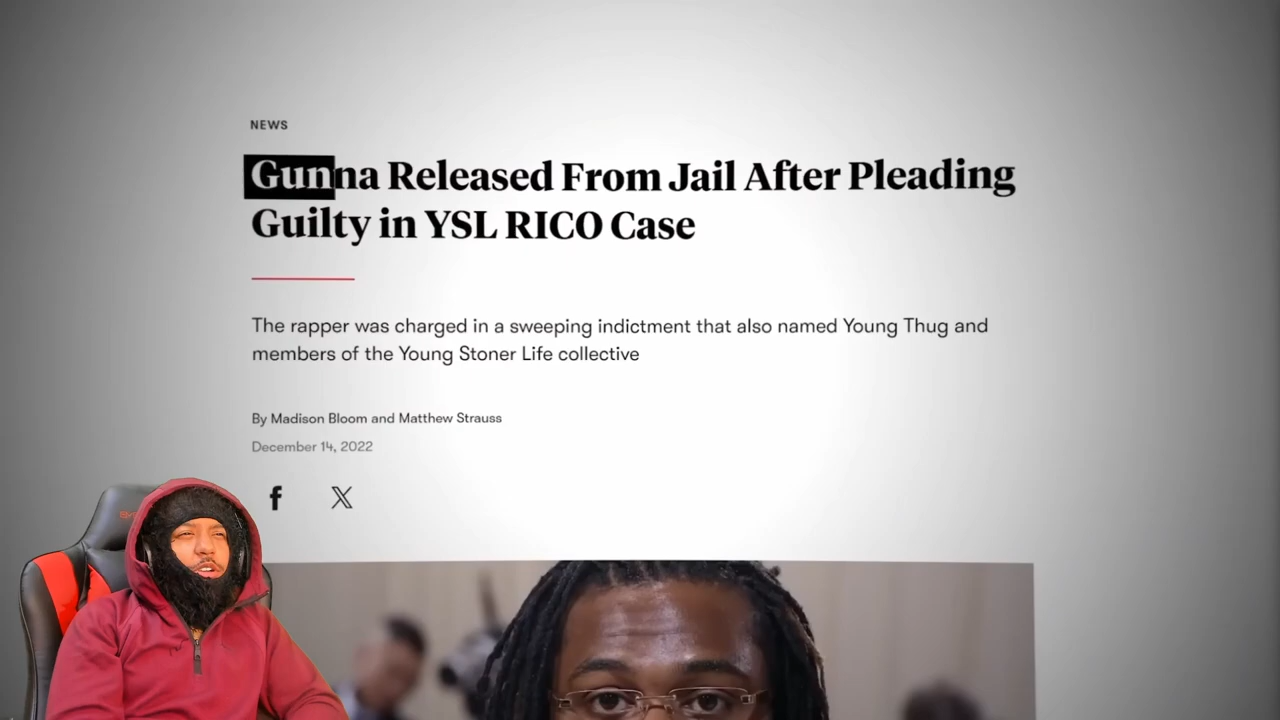 NEWS
Gunna Released From Jail After Pleading
Guilty in YSL RICO Case
The rapper was charged in a sweeping indictment that also named Young Thug and
members of the Young Stoner Life collective
By Madison Bloom and Matthew Strauss
December 14, 2022